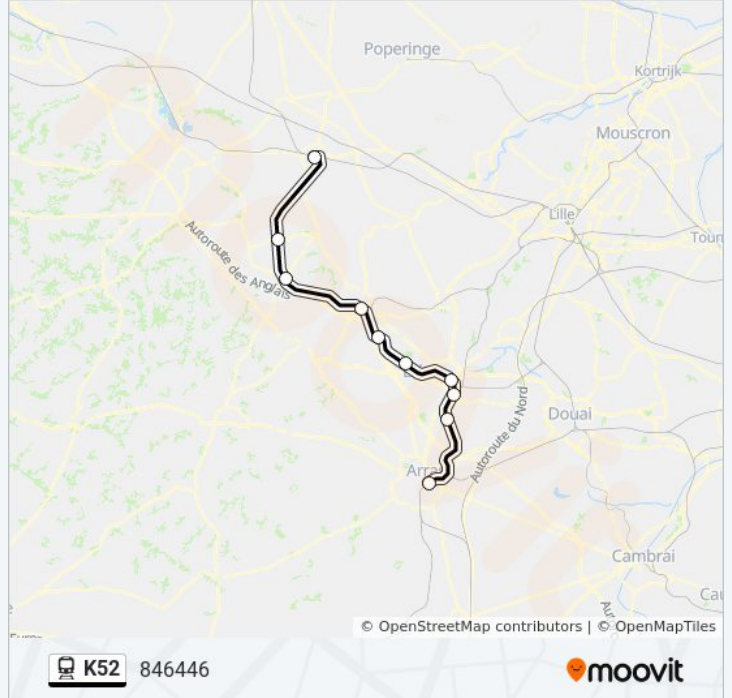 Poperinge
Kortrijk
Mouscron
Lille
Tour
Autoroute des Anglais
Autoroute du Nord
Douai
Arra
Cambrai
Cau
Aut
© OpenStreetMap contributors | © OpenMapTiles
K52 846446 moovit